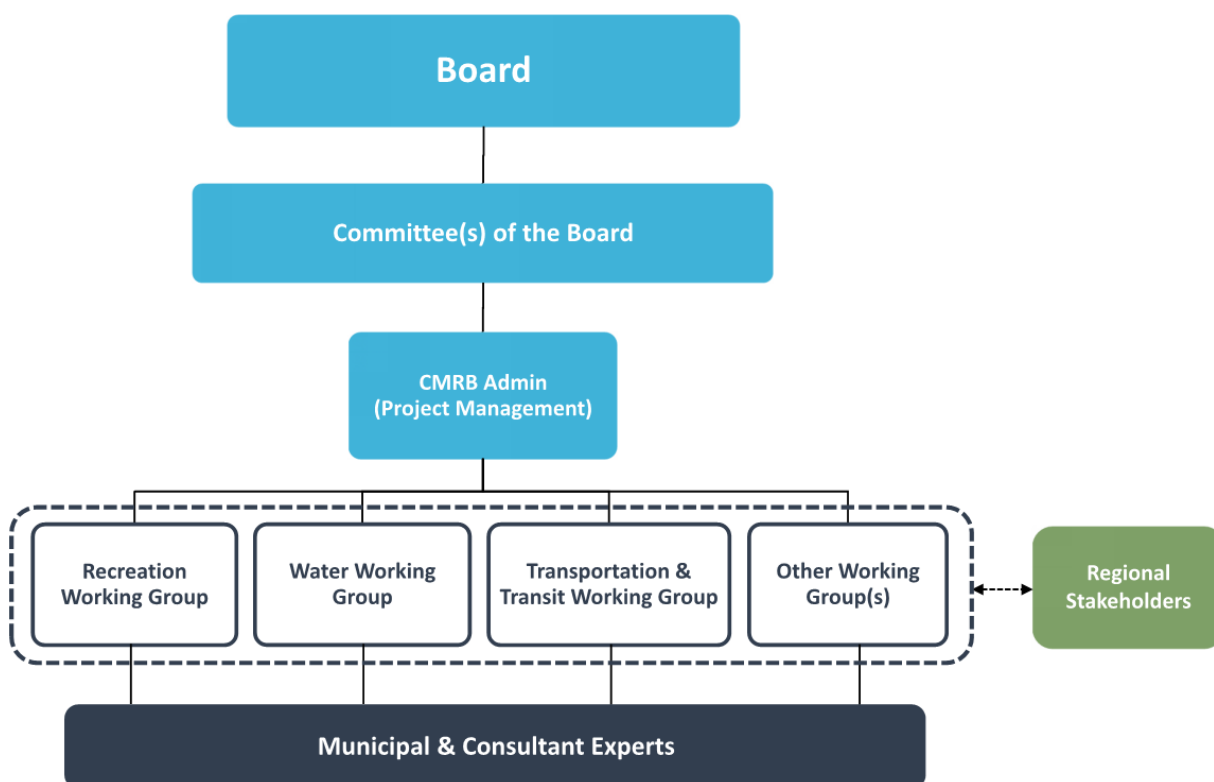 Board
Committee(s) of the Board
CMRB Admin
(Project Management)
Recreation
Working Group
Water Working
Group
Transportation &
Transit Working Group
Other Working
Group(s)
Regional
Stakeholders
Municipal & Consultant Experts